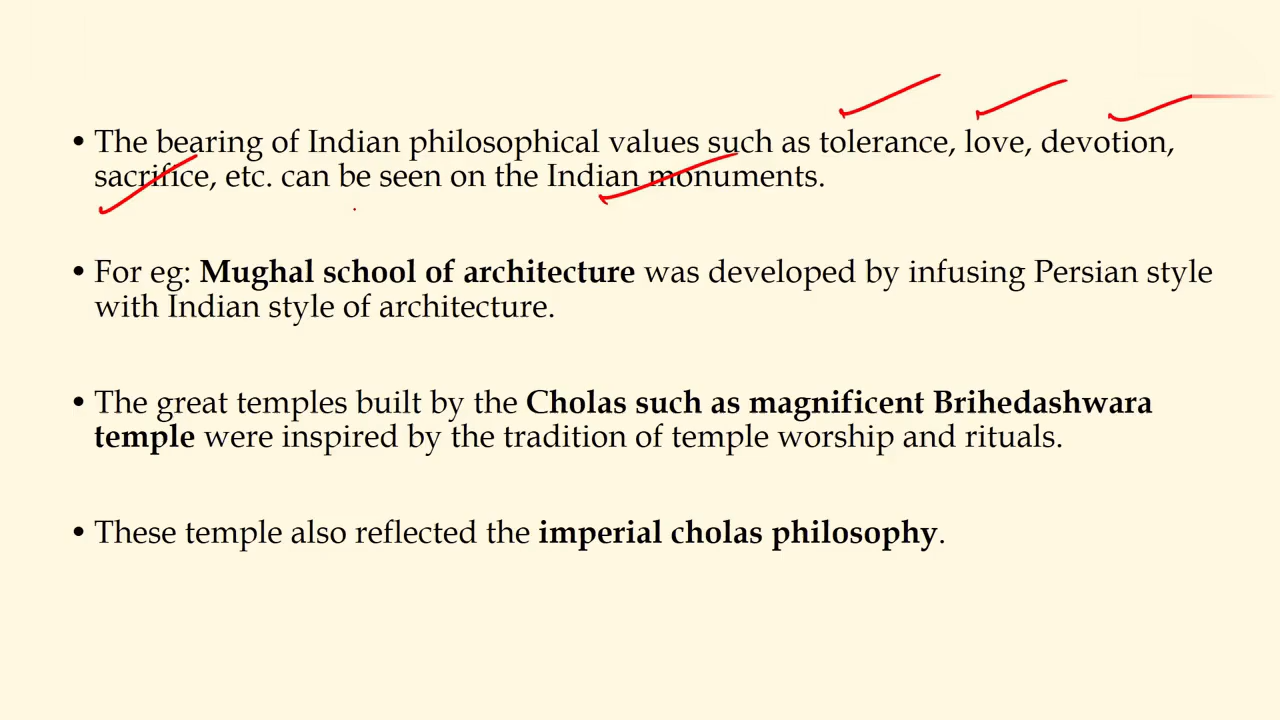 • The bearing of Indian philosophical values such as tolerance, love, devotion,
sacrifice, etc. can be seen on the Indian monuments.
• For eg: Mughal school of architecture was developed by infusing Persian style
with Indian style of architecture.
• The great temples built by the Cholas such as magnificent Brihedashwara
temple were inspired by the tradition of temple worship and rituals.
• These temple also reflected the imperial cholas philosophy.